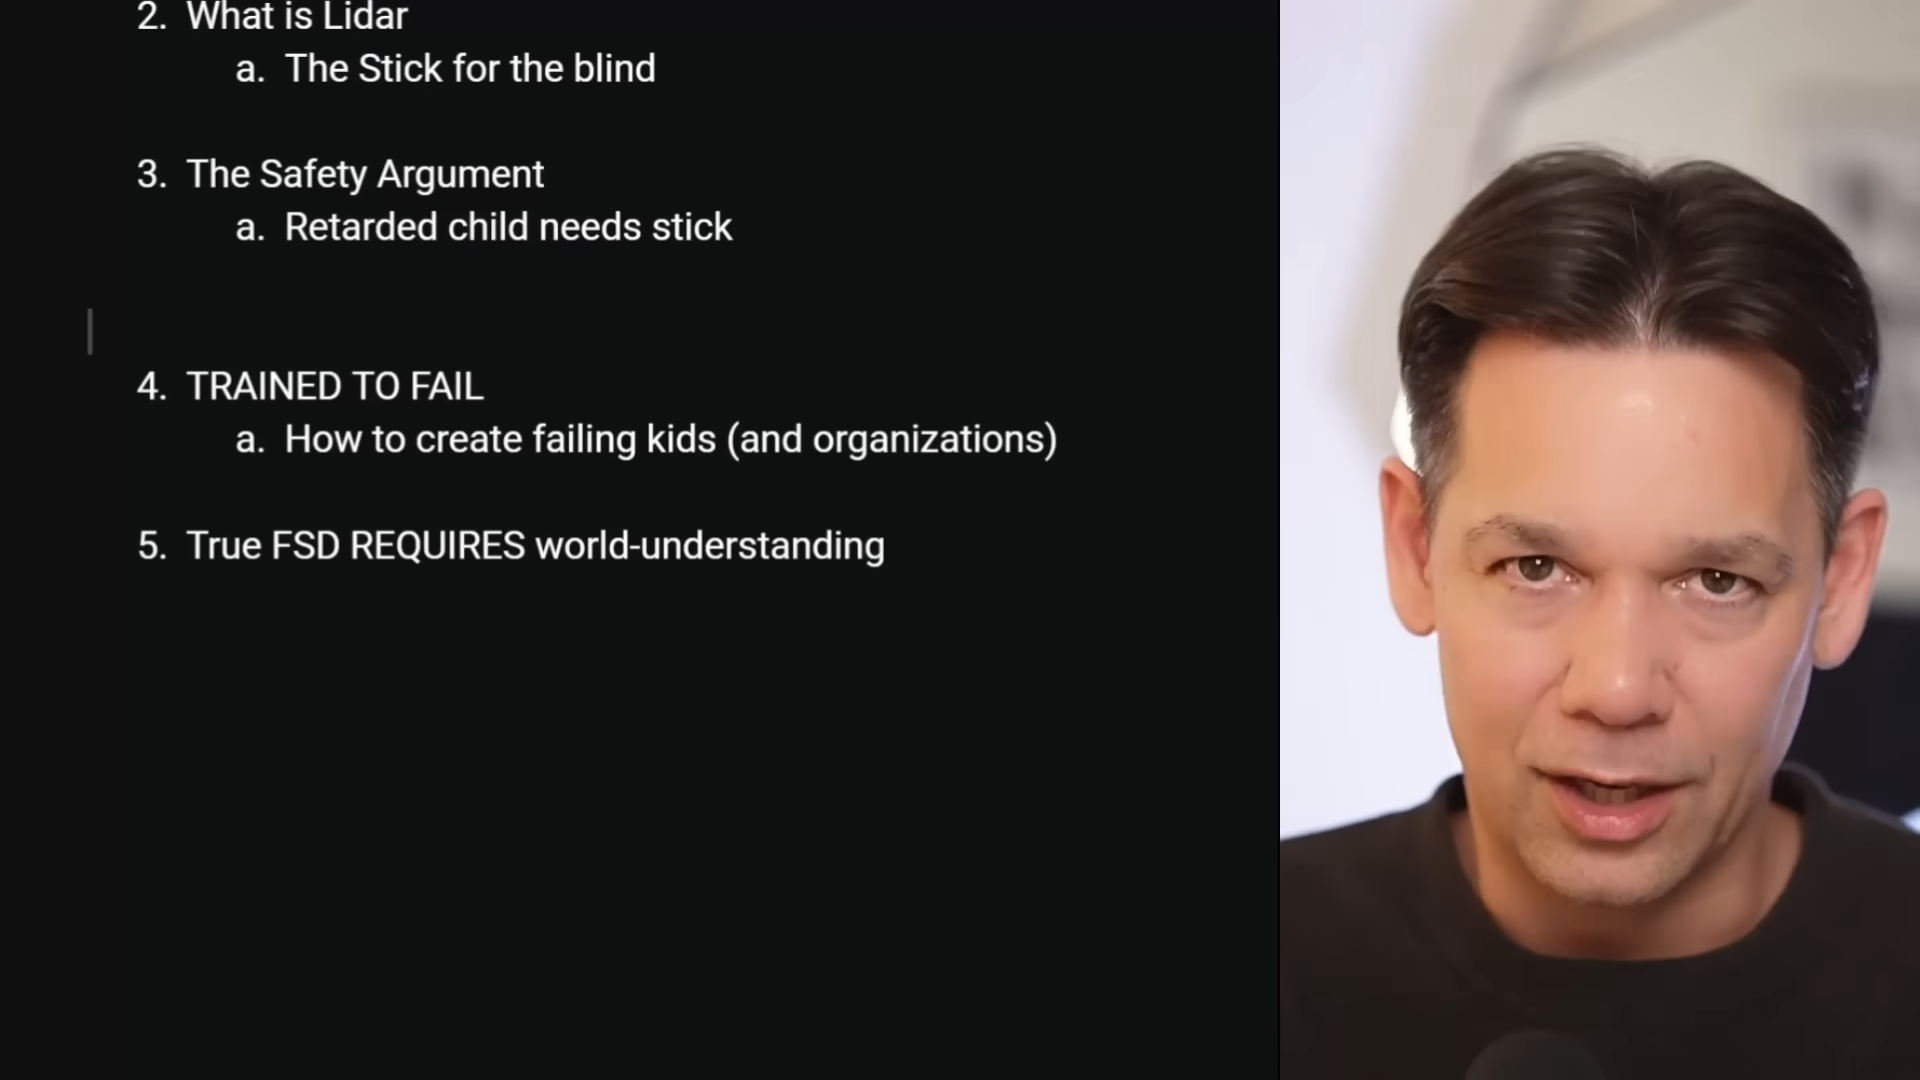 2. What is Lidar
a. The Stick for the blind
3. The Safety Argument
a. Retarded child needs stick
4. TRAINED TO FAIL
a. How to create failing kids (and organizations)
5. True FSD REQUIRES world-understanding